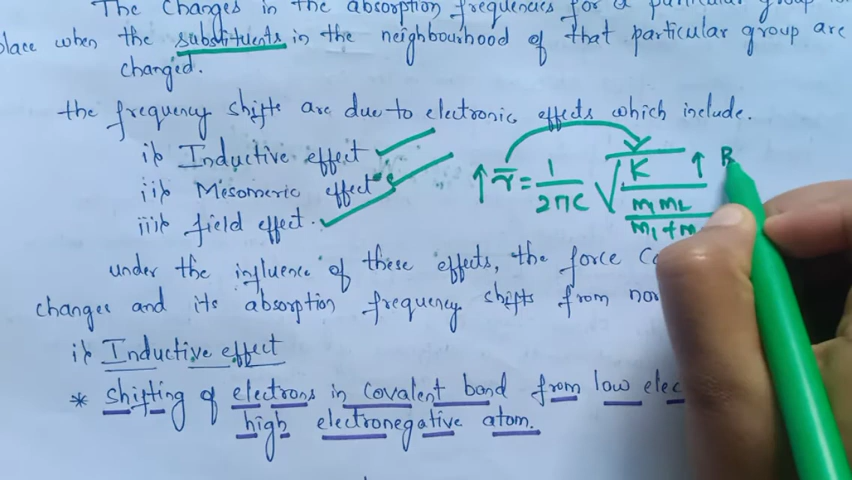 The changes in the absorption frequencies for a particular group
place when the substituents in the neighbourhood of that particular group are
changed.
the frequency shifts are due to electronic effects which include.
i) Inductive effect
ii) Mesomeric effect
iii) field effect.
↑ ν̅ = 1/2πc √(K/(m₁m₂/m₁+m ↑ B
under the influence of these effects, the force co
changes and its absorption frequency shifts from nor
i) Inductive effect
* shifting of electrons in covalent bond from low elec
high electronegative atom.